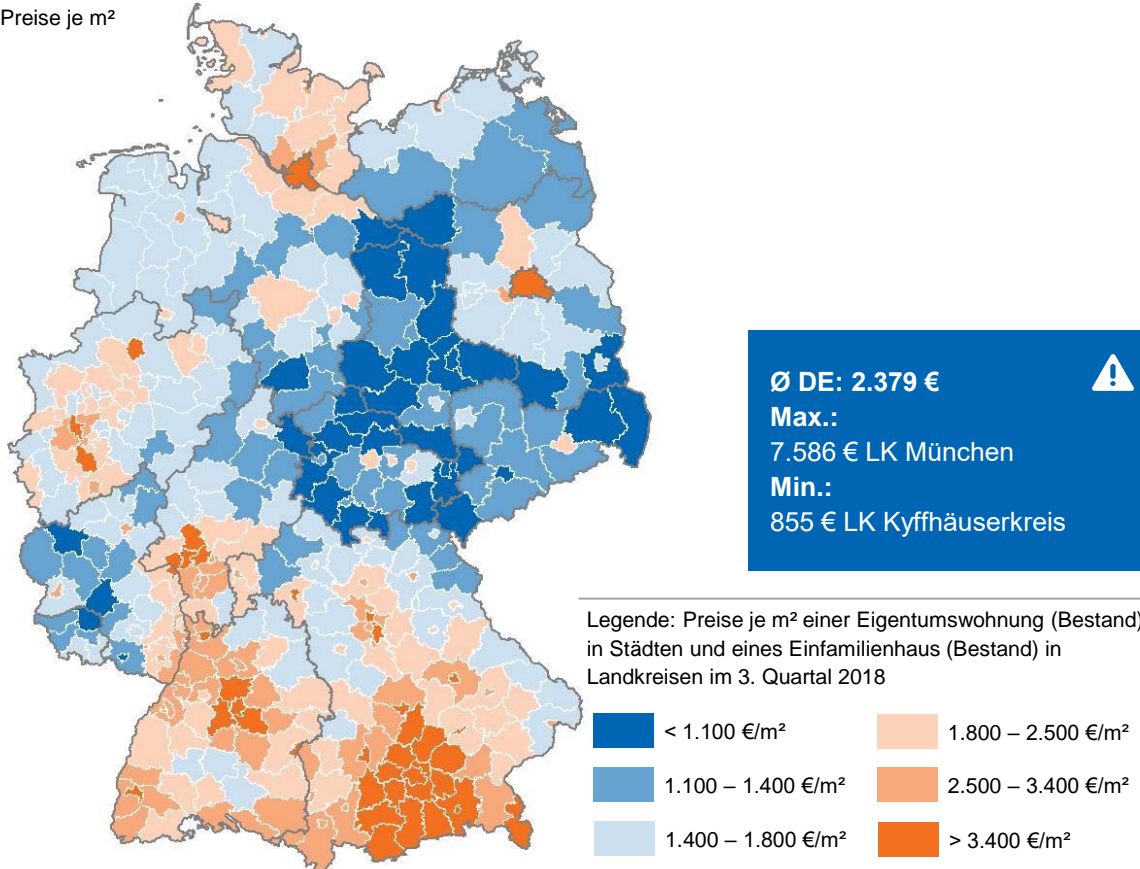 Preise je m²
Ø DE: 2.379 €
Max.:
7.586 € LK München
Min.:
855 € LK Kyffhäuserkreis
Legende: Preise je m² einer Eigentumswohnung (Bestand)
in Städten und eines Einfamilienhaus (Bestand) in
Landkreisen im 3. Quartal 2018
< 1.100 €/m²
1.800 – 2.500 €/m²
1.100 – 1.400 €/m²
2.500 – 3.400 €/m²
1.400 – 1.800 €/m²
> 3.400 €/m²